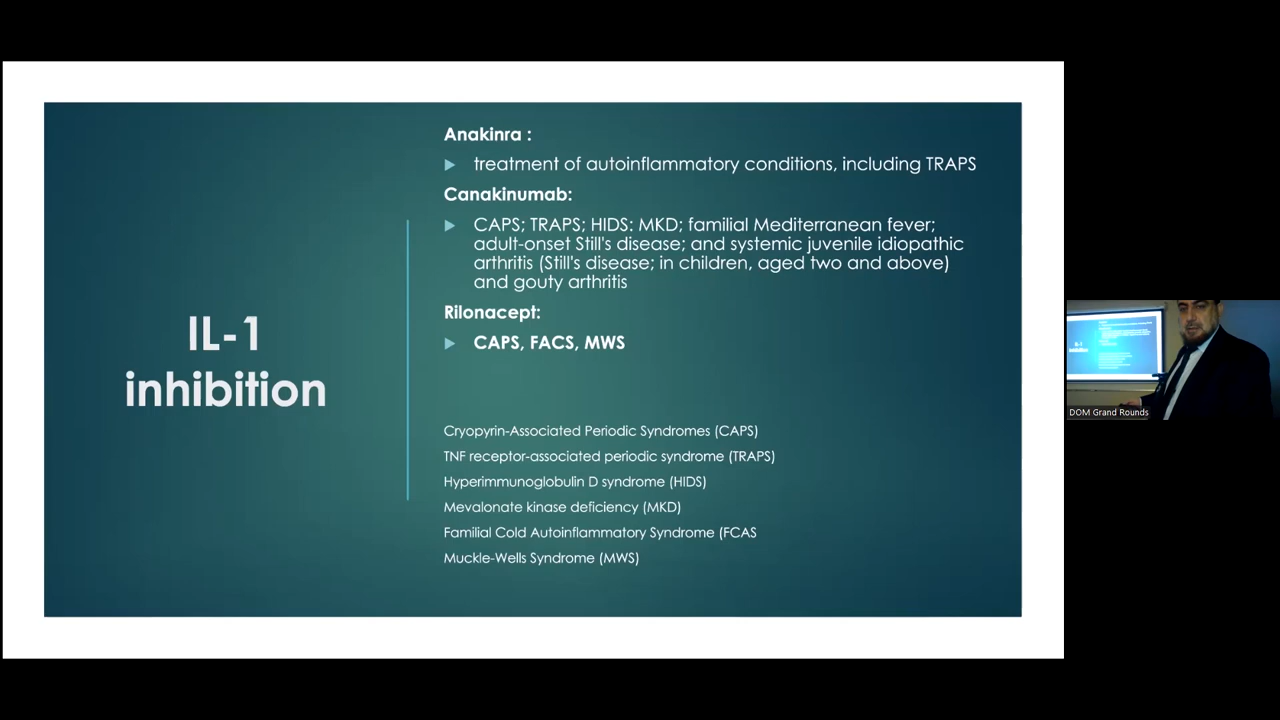 IL-1
inhibition
Anakinra :
treatment of autoinflammatory conditions, including TRAPS
Canakinumab:
CAPS; TRAPS; HIDS: MKD; familial Mediterranean fever;
adult-onset Still's disease; and systemic juvenile idiopathic
arthritis (Still's disease; in children, aged two and above)
and gouty arthritis
Rilonacept:
CAPS, FACS, MWS
Cryopyrin-Associated Periodic Syndromes (CAPS)
TNF receptor-associated periodic syndrome (TRAPS)
Hyperimmunoglobulin D syndrome (HIDS)
Mevalonate kinase deficiency (MKD)
Familial Cold Autoinflammatory Syndrome (FCAS
Muckle-Wells Syndrome (MWS)
DOM Grand Rounds